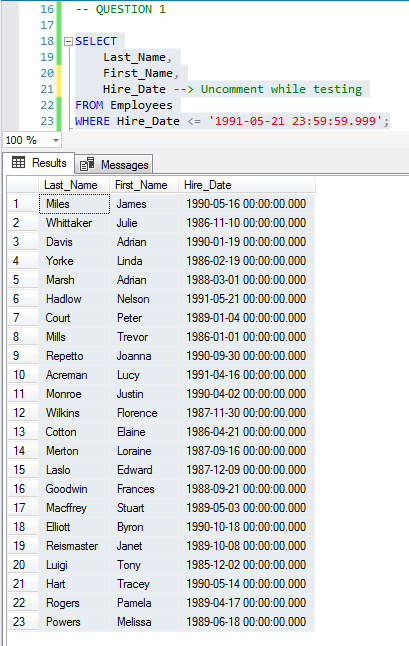 16 -- QUESTION 1
17
18 SELECT
19 Last_Name,
20 First_Name,
21 Hire_Date --> Uncomment while testing
22 FROM Employees
23 WHERE Hire_Date <= '1991-05-21 23:59:59.999';
100 %
Results Messages
Last_Name First_Name Hire_Date
1 Miles James 1990-05-16 00:00:00.000
2 Whittaker Julie 1986-11-10 00:00:00.000
3 Davis Adrian 1990-01-19 00:00:00.000
4 Yorke Linda 1986-02-19 00:00:00.000
5 Marsh Adrian 1988-03-01 00:00:00.000
6 Hadlow Nelson 1991-05-21 00:00:00.000
7 Court Peter 1989-01-04 00:00:00.000
8 Mills Trevor 1986-01-01 00:00:00.000
9 Repetto Joanna 1990-09-30 00:00:00.000
10 Acreman Lucy 1991-04-16 00:00:00.000
11 Monroe Justin 1990-04-02 00:00:00.000
12 Wilkins Florence 1987-11-30 00:00:00.000
13 Cotton Elaine 1986-04-21 00:00:00.000
14 Merton Loraine 1987-09-16 00:00:00.000
15 Laslo Edward 1987-12-09 00:00:00.000
16 Goodwin Frances 1988-09-21 00:00:00.000
17 Macffrey Stuart 1989-05-03 00:00:00.000
18 Elliott Byron 1990-10-18 00:00:00.000
19 Reismaster Janet 1989-10-08 00:00:00.000
20 Luigi Tony 1985-12-02 00:00:00.000
21 Hart Tracey 1990-05-14 00:00:00.000
22 Rogers Pamela 1989-04-17 00:00:00.000
23 Powers Melissa 1989-06-18 00:00:00.000